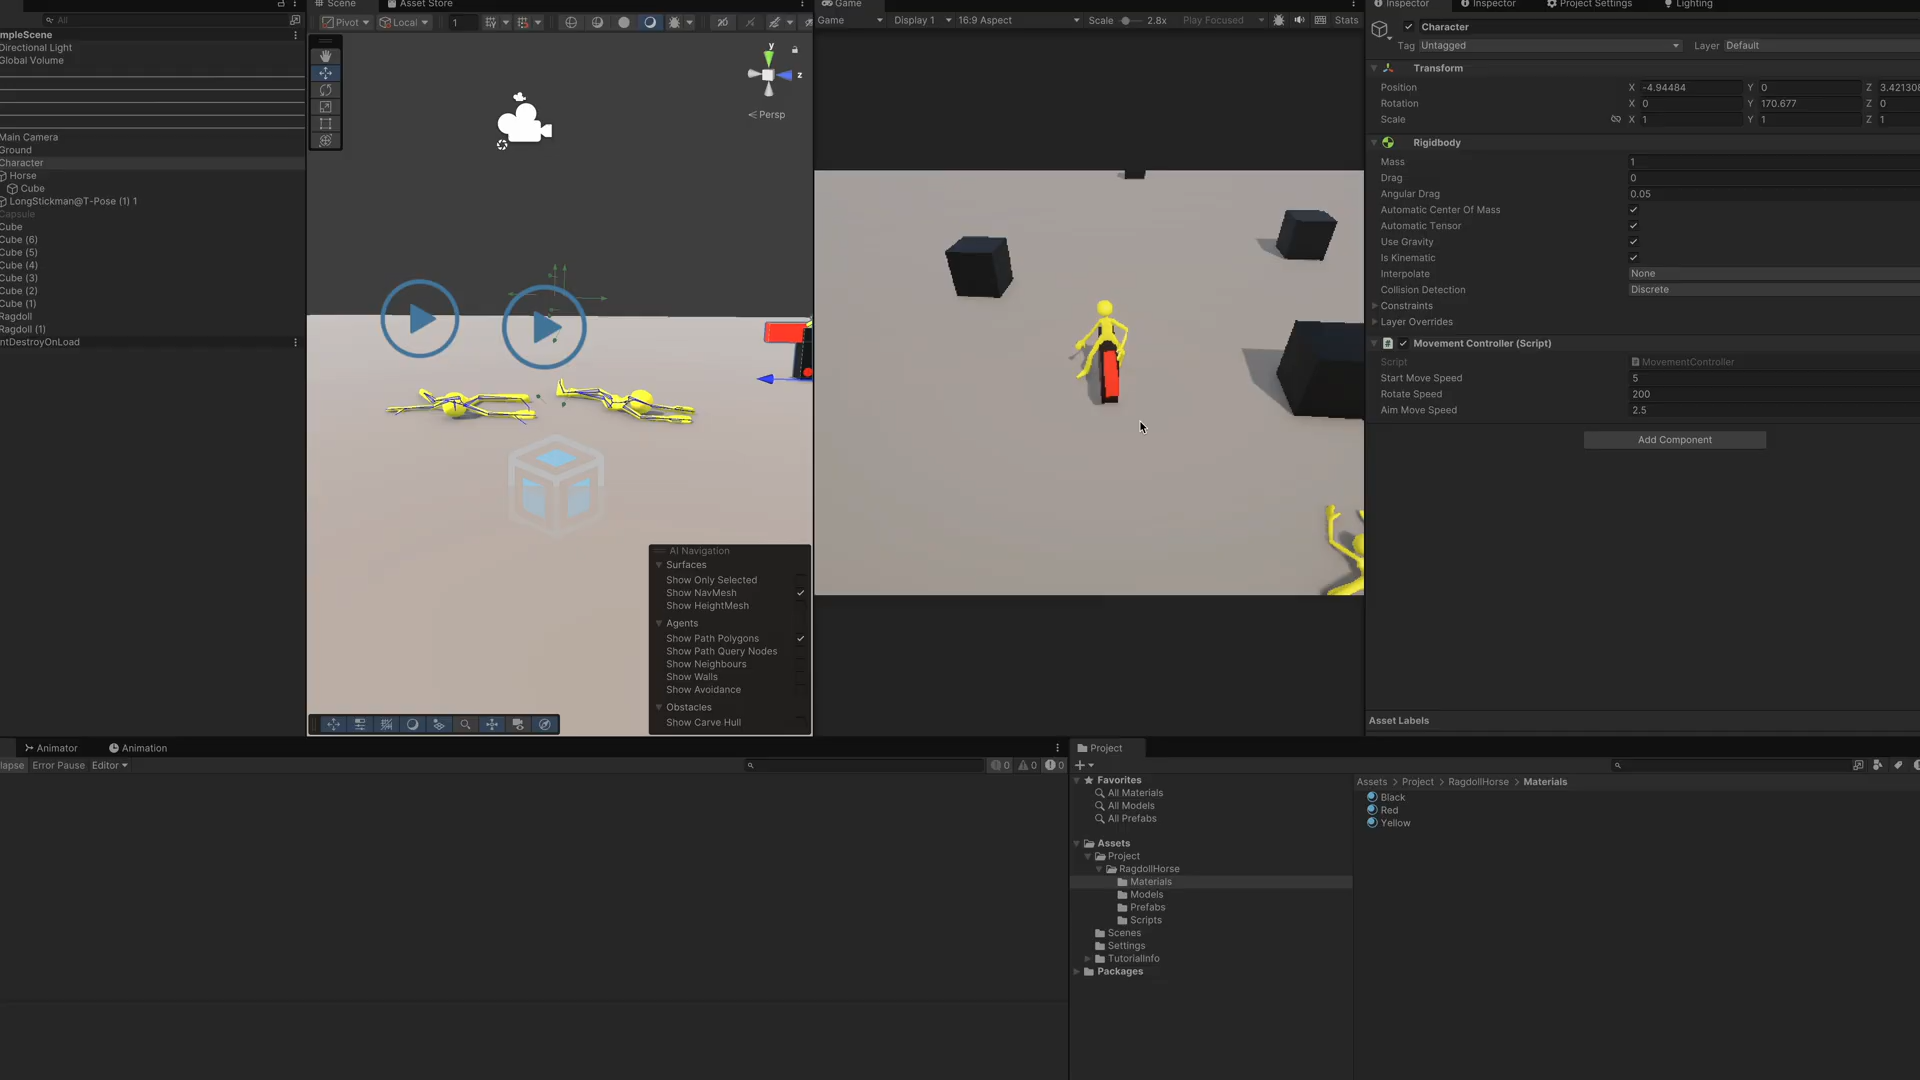 Scene
Asset Store
Game
Inspector
Inspector
Project Settings
Lighting
All
Pivot
Local
1
Game
Display 1
16:9 Aspect
Scale
2.8x
Play Focused
Stats
Character
Tag
Untagged
Layer
Default
mpleScene
Directional Light
Global Volume
Main Camera
Ground
Character
Horse
Cube
LongStickman@T-Pose (1) 1
Capsule
Cube
Cube (6)
Cube (5)
Cube (4)
Cube (3)
Cube (2)
Cube (1)
Ragdoll
Ragdoll (1)
ntDestroyOnLoad
y
z
Persp
AI Navigation
Surfaces
Show Only Selected
Show NavMesh
Show HeightMesh
Agents
Show Path Polygons
Show Path Query Nodes
Show Neighbours
Show Walls
Show Avoidance
Obstacles
Show Carve Hull
Transform
Position X -4.94484 Y 0 Z 3.421308
Rotation X 0 Y 170.677 Z 0
Scale X 1 Y 1 Z 1
Rigidbody
Mass 1
Drag 0
Angular Drag 0.05
Automatic Center Of Mass
Automatic Tensor
Use Gravity
Is Kinematic
Interpolate None
Collision Detection Discrete
Constraints
Layer Overrides
Movement Controller (Script)
Script MovementController
Start Move Speed 5
Rotate Speed 200
Aim Move Speed 2.5
Add Component
Asset Labels
Animator
Animation
lapse
Error Pause
Editor
0
0
0
Project
Favorites
All Materials
All Models
All Prefabs
Assets
Project
RagdollHorse
Materials
Models
Prefabs
Scripts
Scenes
Settings
TutorialInfo
Packages
Assets > Project > RagdollHorse > Materials
Black
Red
Yellow